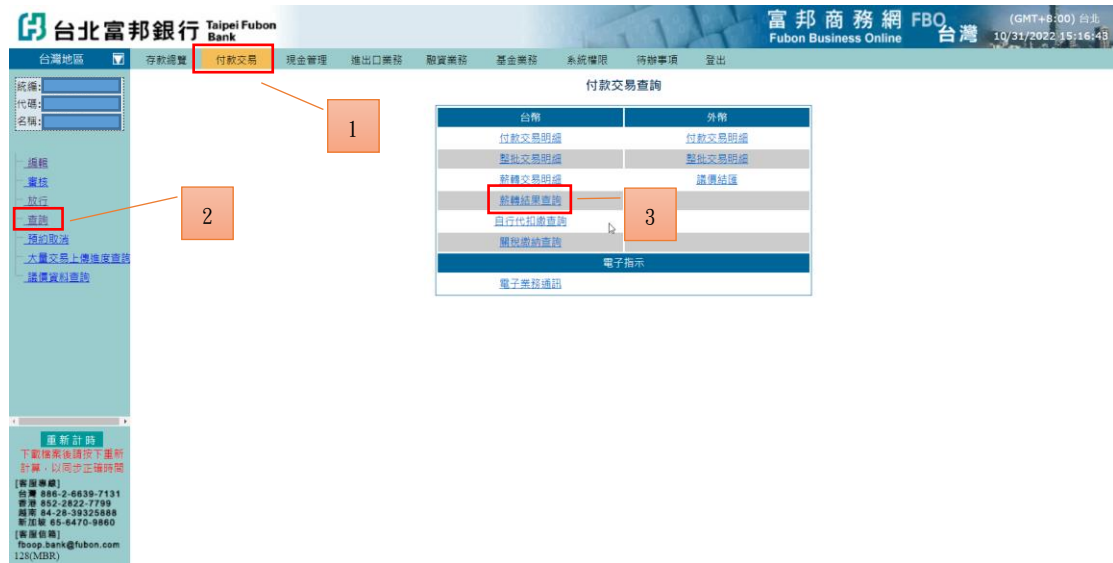 台北富邦銀行 Taipei Fubon Bank
富邦商務網 FBO 台灣
Fubon Business Online
(GMT+8:00) 台北
10/31/2022 15:16:43
台灣地區
存款總覽 付款交易 現金管理 進出口業務 融資業務 基金業務 系統權限 待辦事項 登出
統編:
代碼:
名稱:
編輯
審核
放行
查詢
預約取消
大量交易上傳進度查詢
議價資料查詢
1
2
3
付款交易查詢
台幣 外幣
付款交易明細 付款交易明細
整批交易明細 整批交易明細
薪轉交易明細 議價結匯
薪轉結果查詢
自行代扣繳查詢
關稅繳納查詢
電子指示
電子業務通訊
重新計時
下載檔案後請按下重新
計算，以同步正確時間
[客服專線]
台灣 886-2-6639-7131
香港 852-2822-7799
越南 84-28-39325888
新加坡 65-6470-9860
[客服信箱]
fboop.bank@fubon.com
128(MBR)